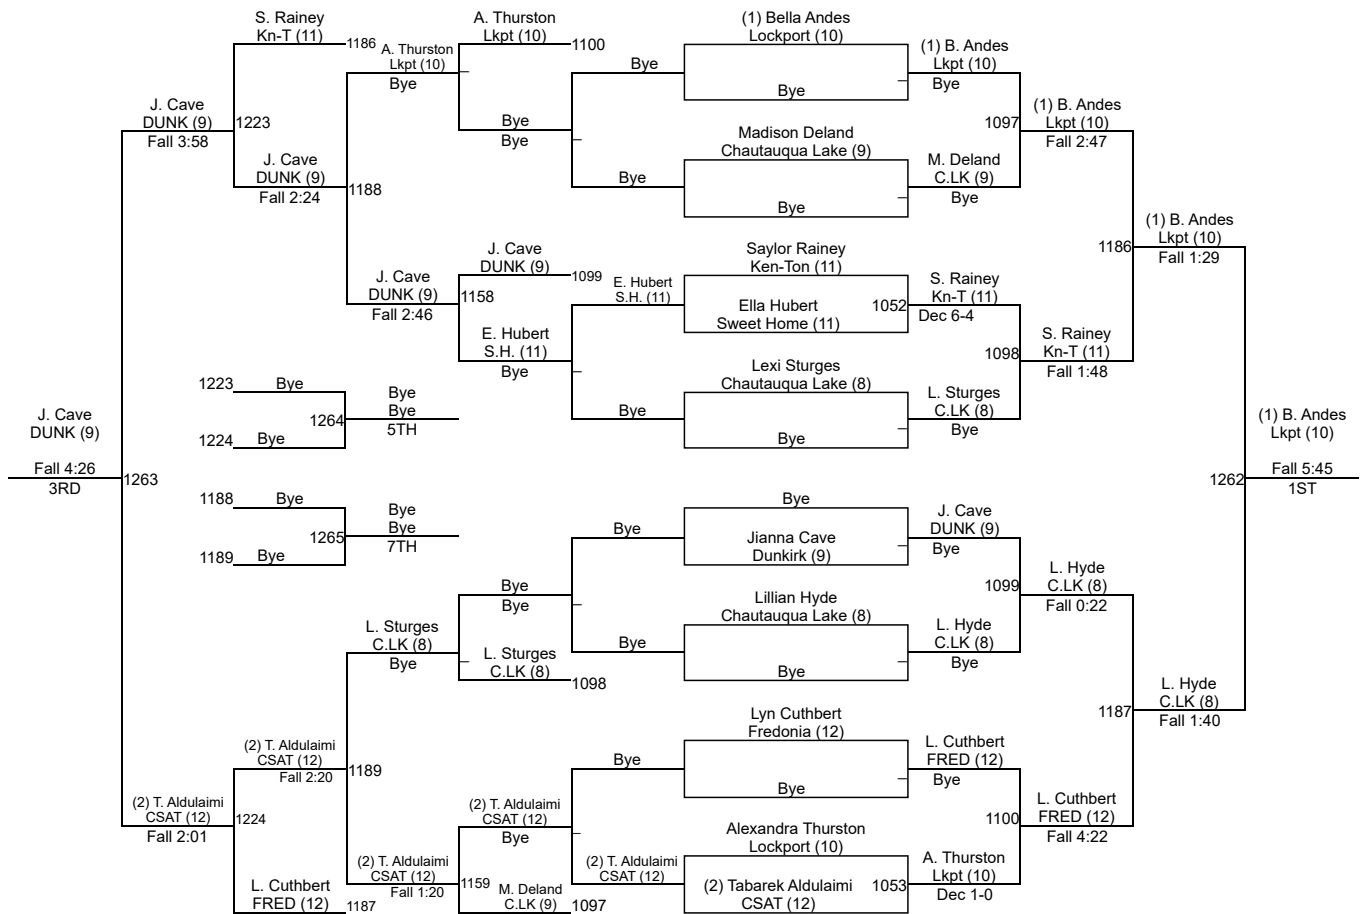 S. Rainey
Kn-T (11)
1186
A. Thurston
Lkpt (10)
Bye
A. Thurston
Lkpt (10)
1100
Bye
Bye
Bye
Bye
(1) Bella Andes
Lockport (10)
Bye
(1) B. Andes
Lkpt (10)
Bye
Madison Deland
Chautauqua Lake (9)
Bye
M. Deland
C.LK (9)
Bye
1097
(1) B. Andes
Lkpt (10)
Fall 2:47
J. Cave
DUNK (9)
Fall 3:58
1223
J. Cave
DUNK (9)
Fall 2:24
1188
J. Cave
DUNK (9)
Fall 2:46
1158
J. Cave
DUNK (9)
1099
E. Hubert
S.H. (11)
Bye
E. Hubert
S.H. (11)
Bye
Saylor Rainey
Ken-Ton (11)
Ella Hubert
Sweet Home (11)
1052
S. Rainey
Kn-T (11)
Dec 6-4
Lexi Sturges
Chautauqua Lake (8)
Bye
L. Sturges
C.LK (8)
Bye
1098
S. Rainey
Kn-T (11)
Fall 1:48
1186
(1) B. Andes
Lkpt (10)
Fall 1:29
1223
Bye
1224
Bye
1264
Bye
Bye
5TH
J. Cave
DUNK (9)
Fall 4:26
3RD
1263
1262
(1) B. Andes
Lkpt (10)
Fall 5:45
1ST
1188
Bye
1189
Bye
1265
Bye
Bye
7TH
Bye
Bye
Bye
Jianna Cave
Dunkirk (9)
J. Cave
DUNK (9)
Bye
Lillian Hyde
Chautauqua Lake (8)
Bye
L. Hyde
C.LK (8)
Bye
1099
L. Hyde
C.LK (8)
Fall 0:22
Bye
Bye
L. Sturges
C.LK (8)
Bye
L. Sturges
C.LK (8)
1098
1187
L. Hyde
C.LK (8)
Fall 1:40
(2) T. Aldulaimi
CSAT (12)
Fall 2:20
1189
(2) T. Aldulaimi
CSAT (12)
Fall 2:01
1224
L. Cuthbert
FRED (12)
1187
(2) T. Aldulaimi
CSAT (12)
Fall 1:20
1159
(2) T. Aldulaimi
CSAT (12)
Bye
M. Deland
C.LK (9)
1097
Bye
(2) T. Aldulaimi
CSAT (12)
Lyn Cuthbert
Fredonia (12)
Bye
L. Cuthbert
FRED (12)
Bye
Alexandra Thurston
Lockport (10)
(2) Tabarek Aldulaimi
CSAT (12)
1053
A. Thurston
Lkpt (10)
Dec 1-0
1100
L. Cuthbert
FRED (12)
Fall 4:22